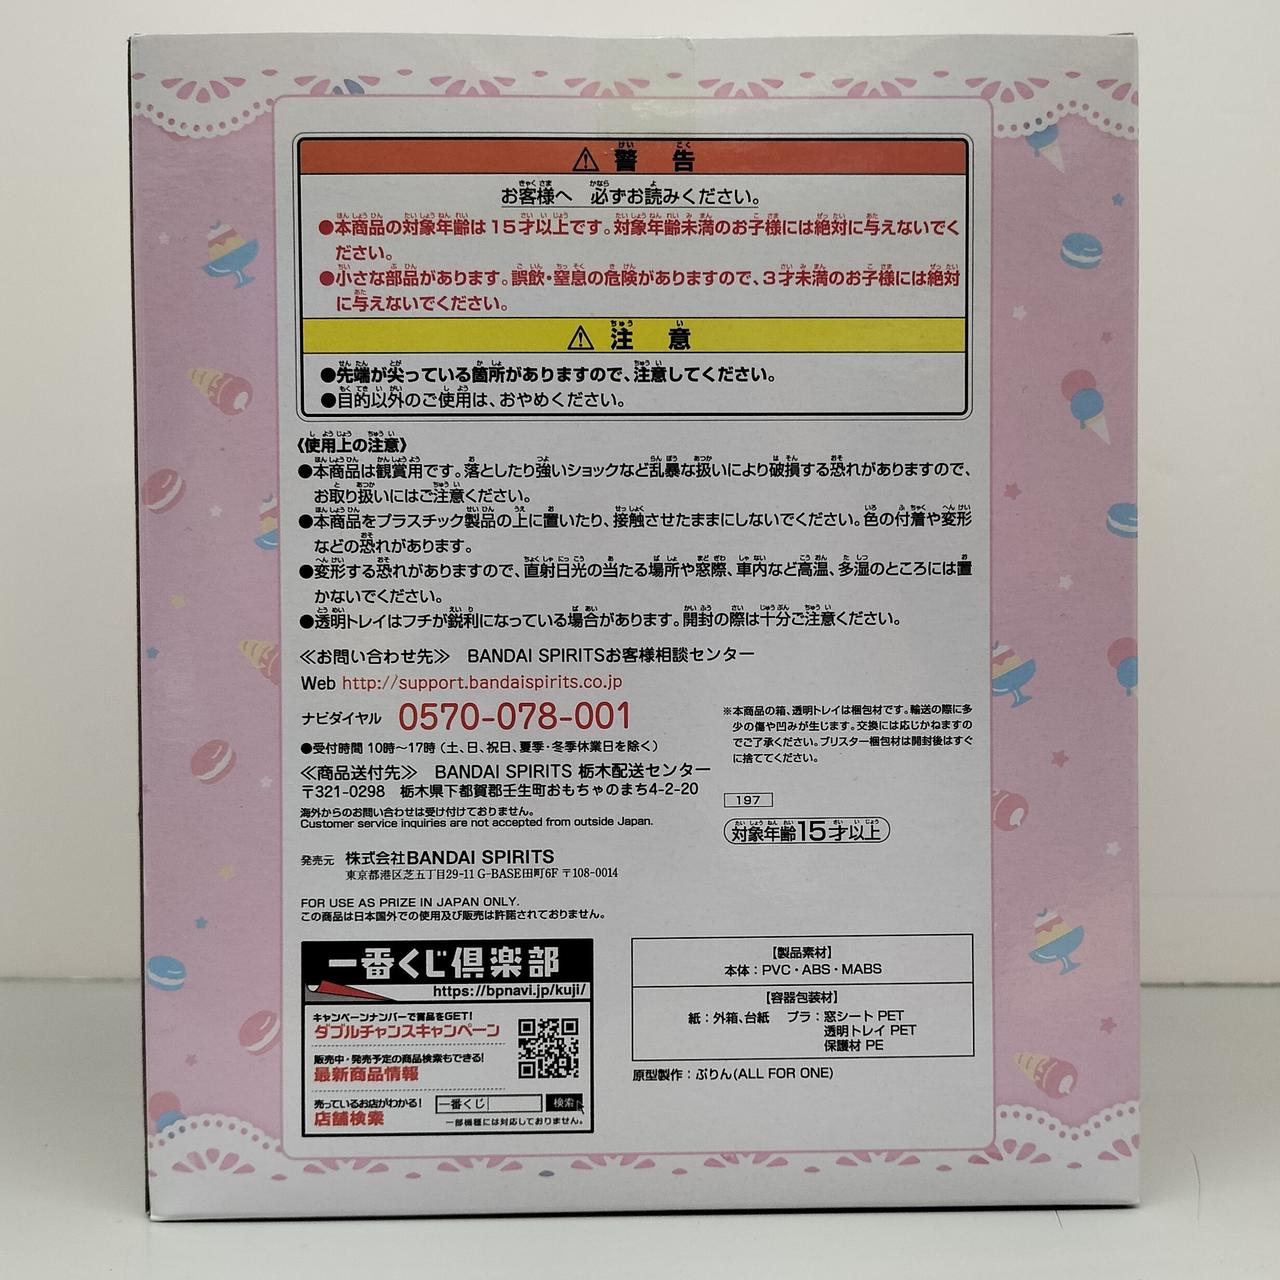 ⚠ 警告
お客様へ 必ずお読みください。
●本商品の対象年齢は15才以上です。対象年齢未満のお子様には絶対に与えないでく
ださい。
●小さな部品があります。誤飲・窒息の危険がありますので、3才未満のお子様には絶対
に与えないでください。
⚠ 注意
●先端が尖っている箇所がありますので、注意してください。
●目的以外のご使用は、おやめください。
《使用上の注意》
●本商品は観賞用です。落としたり強いショックなど乱暴な扱いにより破損する恐れがありますので、
お取り扱いにはご注意ください。
●本商品をプラスチック製品の上に置いたり、接触させたままにしないでください。色の付着や変形
などの恐れがあります。
●変形する恐れがありますので、直射日光の当たる場所や窓際、車内など高温、多湿のところには置
かないでください。
●透明トレイはフチが鋭利になっている場合があります。開封の際は十分ご注意ください。
≪お問い合わせ先≫ BANDAI SPIRITSお客様相談センター
Web http://support.bandaispirits.co.jp
ナビダイヤル 0570-078-001
●受付時間 10時〜17時(土、日、祝日、夏季・冬季休業日を除く)
≪商品送付先≫ BANDAI SPIRITS 栃木配送センター
〒321-0298 栃木県下都賀郡壬生町おもちゃのまち4-2-20
海外からのお問い合わせは受け付けておりません。
Customer service inquiries are not accepted from outside Japan.
※本商品の箱、透明トレイは梱包材です。輸送の際に多
少の傷や凹みが生じます。交換には応じかねますの
でご了承ください。ブリスター梱包材は開封後はすぐ
に捨ててください。
197
対象年齢15才以上
発売元 株式会社BANDAI SPIRITS
東京都港区芝五丁目29-11 G-BASE田町6F 〒108-0014
FOR USE AS PRIZE IN JAPAN ONLY.
この商品は日本国外での使用及び販売は許諾されておりません。
一番くじ倶楽部
https://bpnavi.jp/kuji/
キャンペーンナンバーで賞品をGET!
ダブルチャンスキャンペーン
販売中・発売予定の商品検索もできる!
最新商品情報
売っているお店がわかる!
店舗検索
一番くじ 検索
一部機種には対応しておりません。
【製品素材】
本体:PVC・ABS・MABS
【容器包装材】
紙:外箱、台紙 プラ:窓シート PET
透明トレイ PET
保護材 PE
原型製作:ぷりん(ALL FOR ONE)